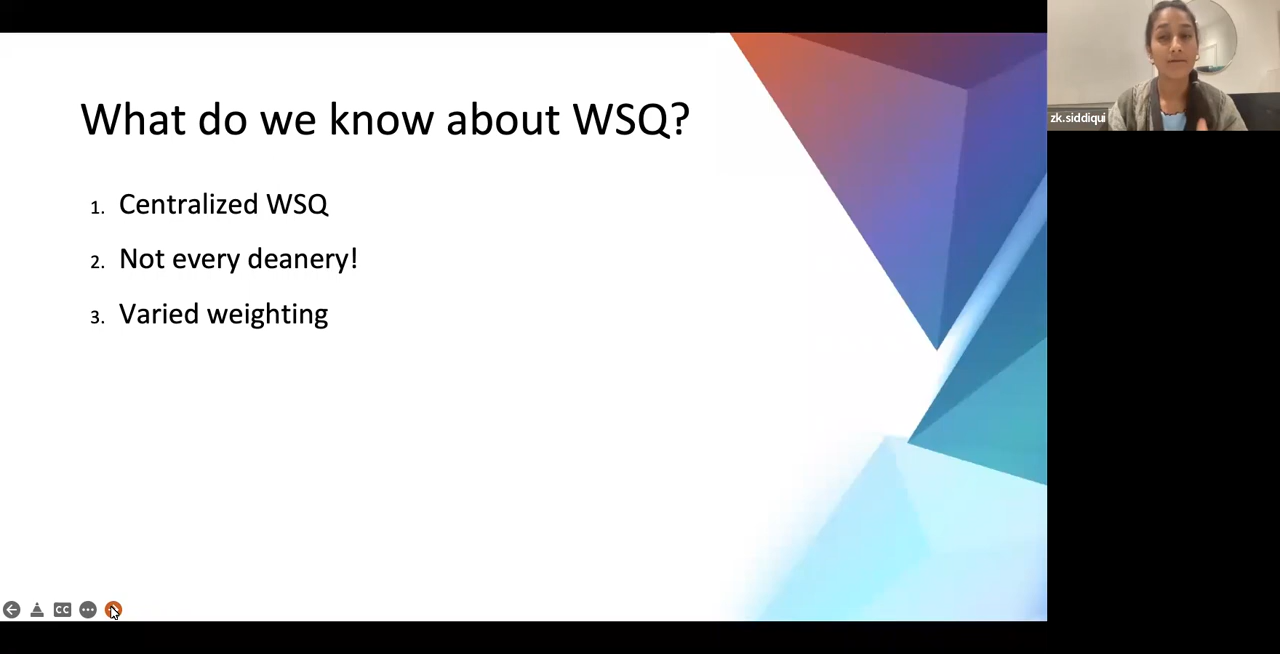 What do we know about WSQ?
1. Centralized WSQ
2. Not every deanery!
3. Varied weighting
zk.siddiqui
CC